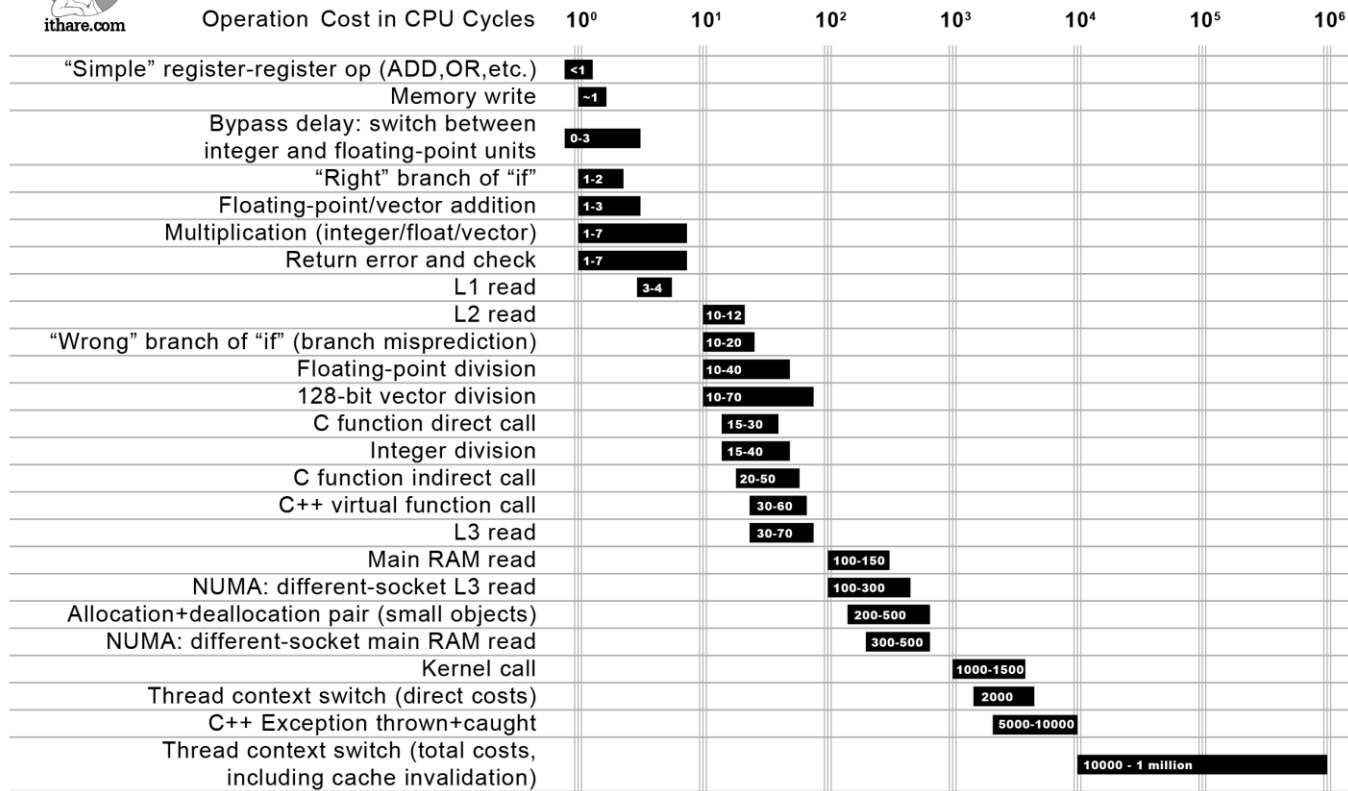 ithare.com
Operation Cost in CPU Cycles 10⁰ 10¹ 10² 10³ 10⁴ 10⁵ 10⁶
“Simple” register-register op (ADD,OR,etc.) <1
Memory write ~1
Bypass delay: switch between
integer and floating-point units 0-3
“Right” branch of “if” 1-2
Floating-point/vector addition 1-3
Multiplication (integer/float/vector) 1-7
Return error and check 1-7
L1 read 3-4
L2 read 10-12
“Wrong” branch of “if” (branch misprediction) 10-20
Floating-point division 10-40
128-bit vector division 10-70
C function direct call 15-30
Integer division 15-40
C function indirect call 20-50
C++ virtual function call 30-60
L3 read 30-70
Main RAM read 100-150
NUMA: different-socket L3 read 100-300
Allocation+deallocation pair (small objects) 200-500
NUMA: different-socket main RAM read 300-500
Kernel call 1000-1500
Thread context switch (direct costs) 2000
C++ Exception thrown+caught 5000-10000
Thread context switch (total costs,
including cache invalidation) 10000 - 1 million